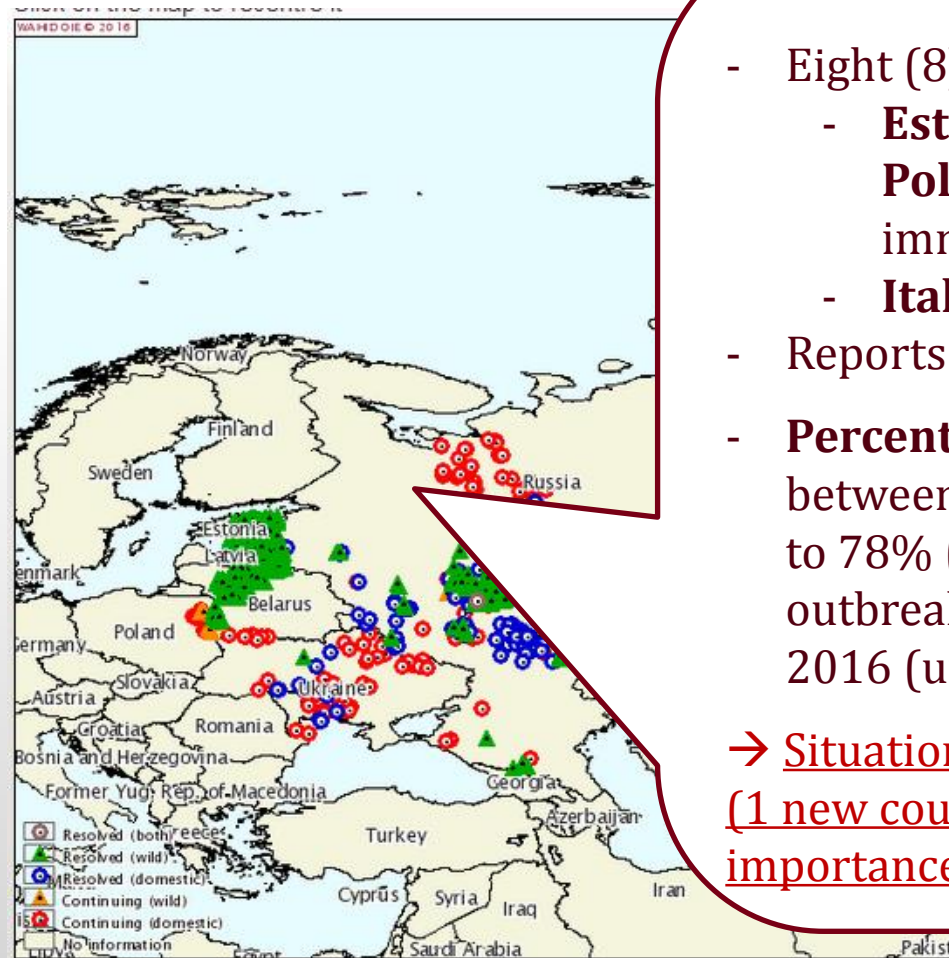 WAHID OIE © 2016
Norway
Finland
Sweden
Russia
Estonia
Latvia
Belarus
Poland
Slovakia
Austria
Ukraine
Croatia
Romania
Bosnia and Herzegovina
Former Yug. Rep. of Macedonia
Georgia
Azerbaijan
Turkey
Cyprus
Syria
Iraq
Iran
Saudi Arabia
Resolved (both)
Resolved (wild)
Resolved (domestic)
Continuing (wild)
Continuing (domestic)
No information
- Eight (8
- Est
Pol
imm
- Ital
- Reports
- Percent
between
to 78% (
outbreal
2016 (u
→ Situation
(1 new cou
importance